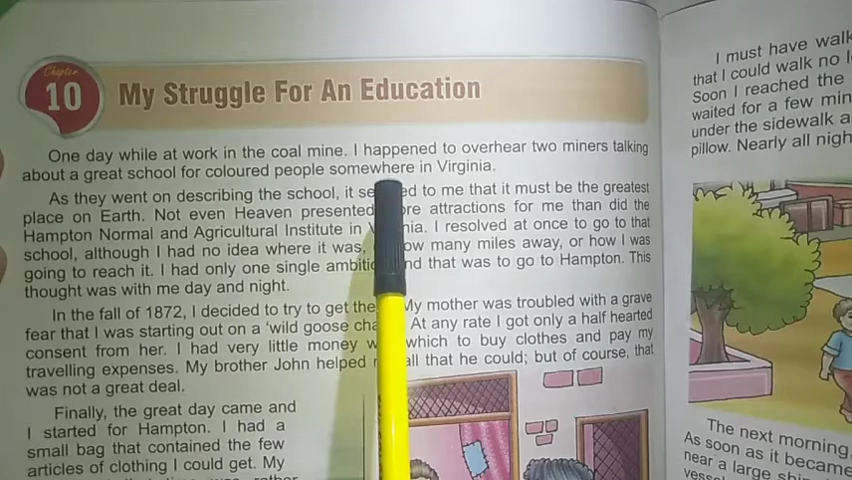 Chapter
10
My Struggle For An Education
One day while at work in the coal mine. I happened to overhear two miners talking
about a great school for coloured people somewhere in Virginia.
As they went on describing the school, it se ed to me that it must be the greatest
place on Earth. Not even Heaven presented ore attractions for me than did the
Hampton Normal and Agricultural Institute in V nia. I resolved at once to go to that
school, although I had no idea where it was, ow many miles away, or how I was
going to reach it. I had only one single ambitio nd that was to go to Hampton. This
thought was with me day and night.
In the fall of 1872, I decided to try to get the My mother was troubled with a grave
fear that I was starting out on a 'wild goose cha At any rate I got only a half hearted
consent from her. I had very little money w which to buy clothes and pay my
travelling expenses. My brother John helped all that he could; but of course, that
was not a great deal.
Finally, the great day came and
I started for Hampton. I had a
small bag that contained the few
articles of clothing I could get. My
I must have walk
that I could walk no l
Soon I reached the
waited for a few min
under the sidewalk a
pillow. Nearly all nigh
The next morning,
As soon as it became
near a large ship